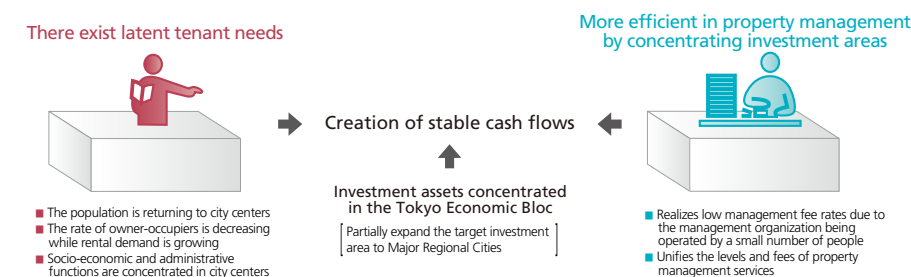 There exist latent tenant needs
■ The population is returning to city centers
■ The rate of owner-occupiers is decreasing
while rental demand is growing
■ Socio-economic and administrative
functions are concentrated in city centers
Creation of stable cash flows
Investment assets concentrated
in the Tokyo Economic Bloc
[Partially expand the target investment
area to Major Regional Cities]
More efficient in property management
by concentrating investment areas
■ Realizes low management fee rates due to
the management organization being
operated by a small number of people
■ Unifies the levels and fees of property
management services